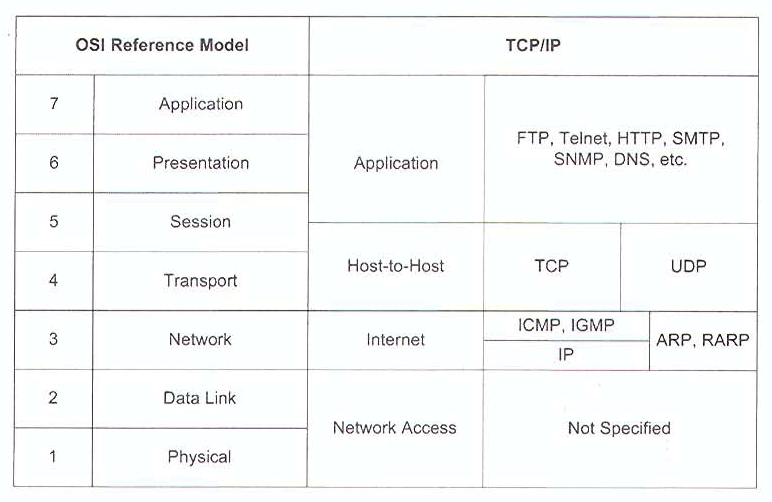 OSI Reference Model
TCP/IP
7
Application
6
Presentation
5
Session
4
Transport
3
Network
2
Data Link
1
Physical
Application
FTP, Telnet, HTTP, SMTP,
SNMP, DNS, etc.
Host-to-Host
TCP
UDP
Internet
ICMP, IGMP
IP
ARP, RARP
Network Access
Not Specified